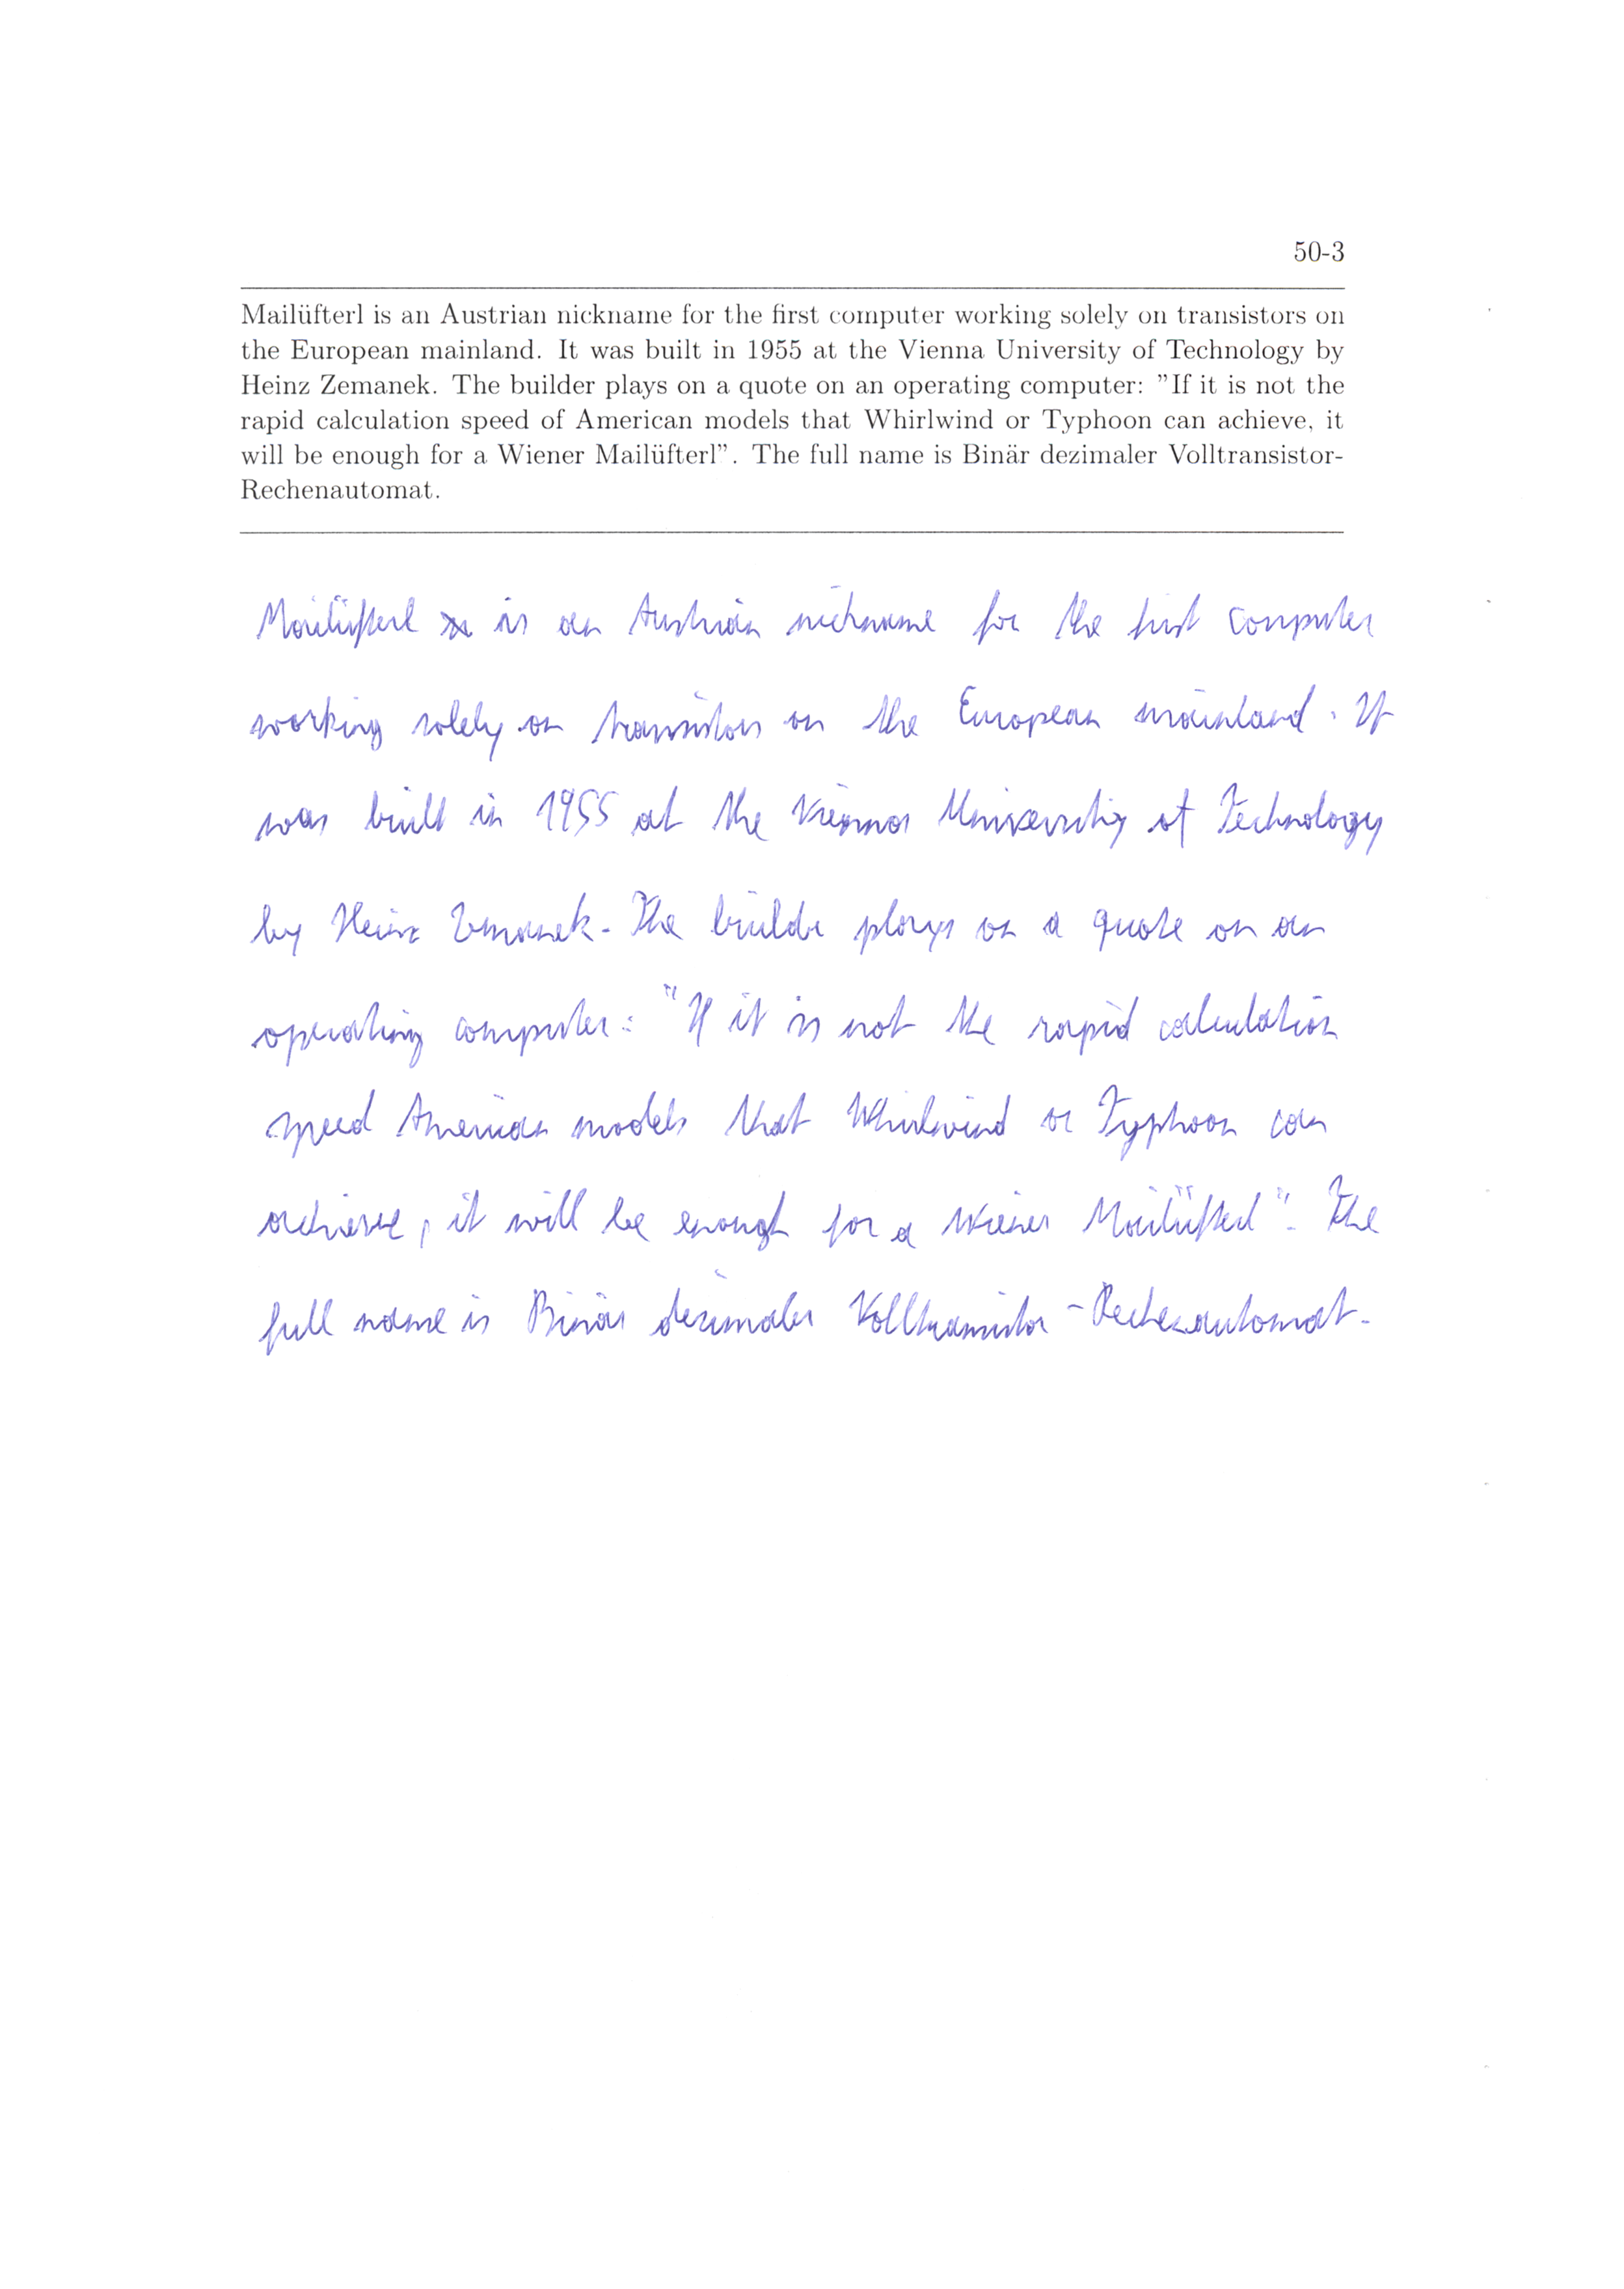 50-3
Mailüfterl is an Austrian nickname for the first computer working solely on transistors on
the European mainland. It was built in 1955 at the Vienna University of Technology by
Heinz Zemanek. The builder plays on a quote on an operating computer: "If it is not the
rapid calculation speed of American models that Whirlwind or Typhoon can achieve, it
will be enough for a Wiener Mailüfterl". The full name is Binär dezimaler Volltransistor-
Rechenautomat.
Mailüfterl is an Austrian nickname for the first computer
working solely on transistors on the European mainland. It
was built in 1955 at the Vienna University of Technology
by Heinz Zemanek. The builder plays on a quote on an
operating computer: "If it is not the rapid calculation
speed American models that Whirlwind or Typhoon can
achieve, it will be enough for a Wiener Mailüfterl". The
full name is Binär dezimaler Volltransistor-Rechenautomat.